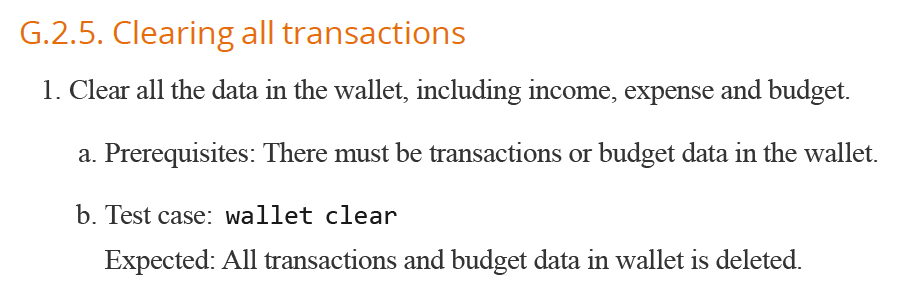 G.2.5. Clearing all transactions
1. Clear all the data in the wallet, including income, expense and budget.
a. Prerequisites: There must be transactions or budget data in the wallet.
b. Test case: wallet clear
Expected: All transactions and budget data in wallet is deleted.